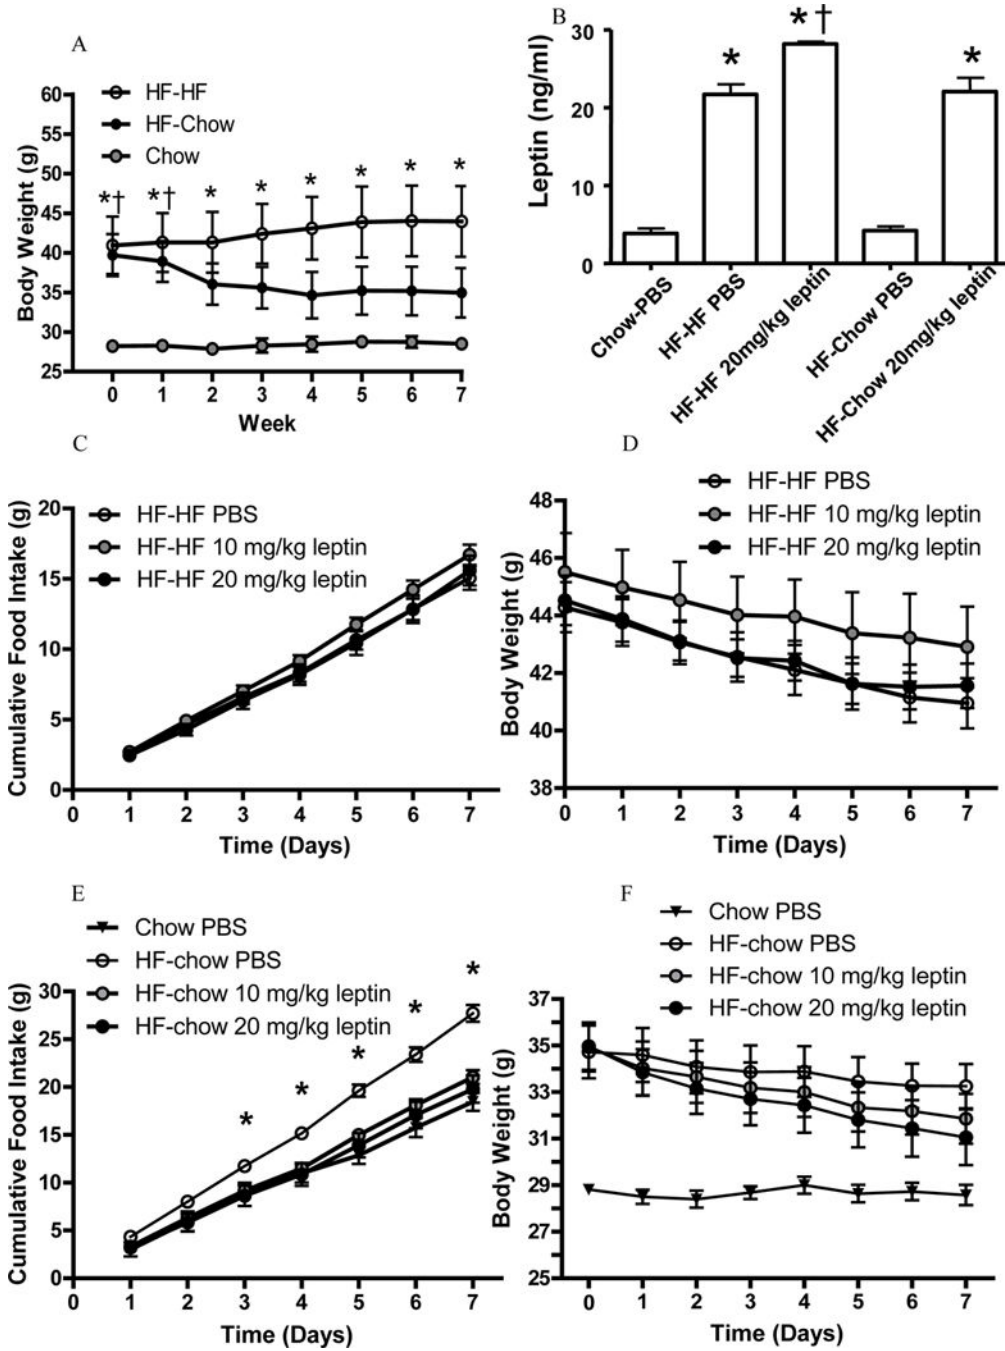 A
HF-HF
HF-Chow
Chow
Body Weight (g)
60
55
50
45
40
35
30
25
*† *† * * * * * *
0 1 2 3 4 5 6 7
Week
B
Leptin (ng/ml)
30
20
10
0
* *† *
Chow-PBS
HF-HF PBS
HF-HF 20mg/kg leptin
HF-Chow PBS
HF-Chow 20mg/kg leptin
C
HF-HF PBS
HF-HF 10 mg/kg leptin
HF-HF 20 mg/kg leptin
Cumulative Food Intake (g)
20
15
10
5
0
0 1 2 3 4 5 6 7
Time (Days)
D
HF-HF PBS
HF-HF 10 mg/kg leptin
HF-HF 20 mg/kg leptin
Body Weight (g)
48
46
44
42
40
38
0 1 2 3 4 5 6 7
Time (Days)
E
Chow PBS
HF-chow PBS
HF-chow 10 mg/kg leptin
HF-chow 20 mg/kg leptin
Cumulative Food Intake (g)
30
25
20
15
10
5
0
* * * * *
0 1 2 3 4 5 6 7
Time (Days)
F
Chow PBS
HF-chow PBS
HF-chow 10 mg/kg leptin
HF-chow 20 mg/kg leptin
Body Weight (g)
37
35
33
31
29
27
25
0 1 2 3 4 5 6 7
Time (Days)